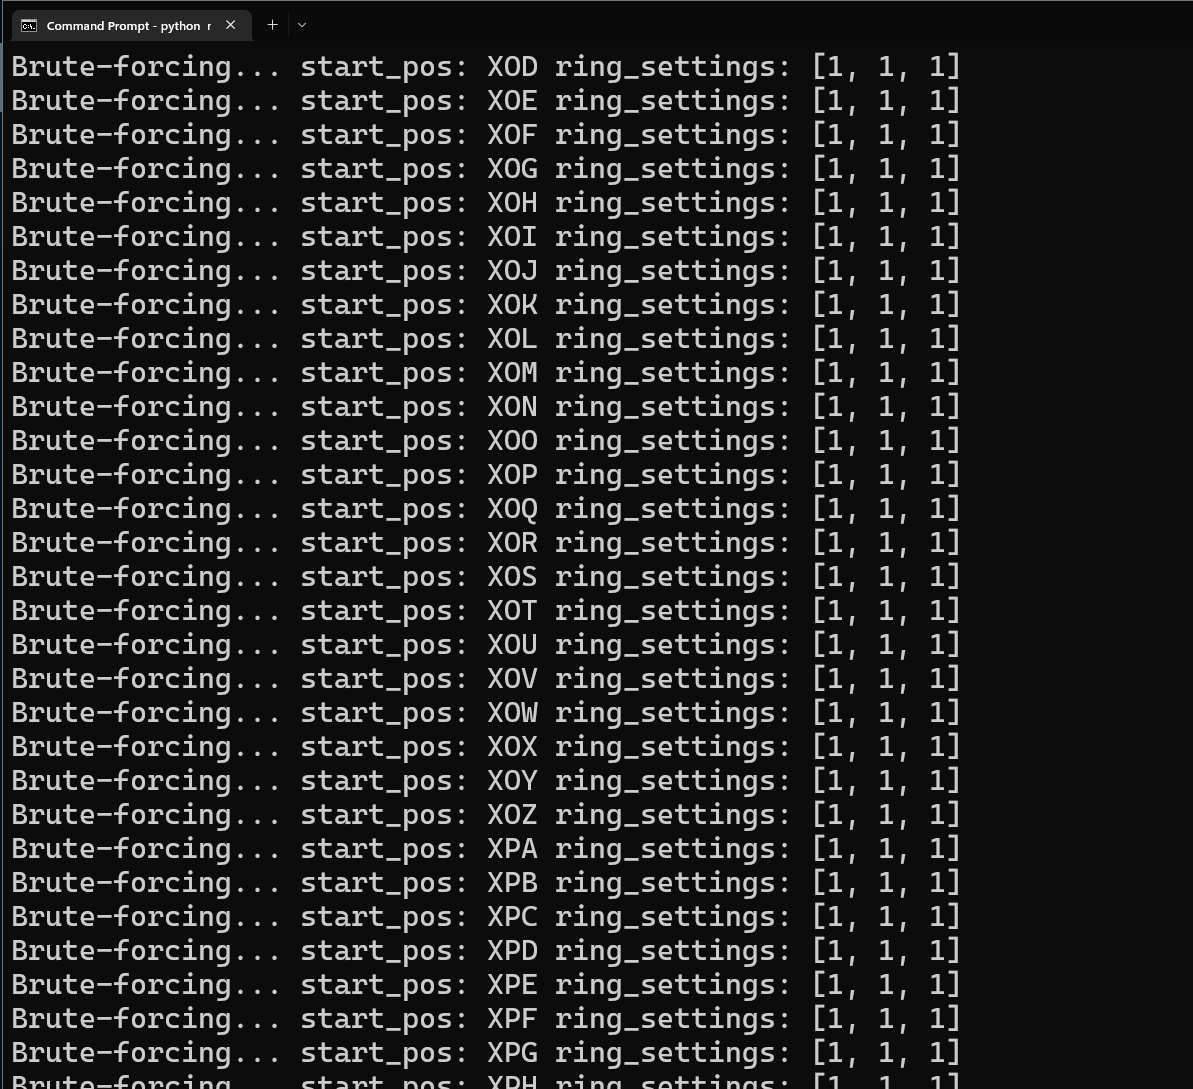 Command Prompt - python r
Brute-forcing... start_pos: XOD ring_settings: [1, 1, 1]
Brute-forcing... start_pos: XOE ring_settings: [1, 1, 1]
Brute-forcing... start_pos: XOF ring_settings: [1, 1, 1]
Brute-forcing... start_pos: XOG ring_settings: [1, 1, 1]
Brute-forcing... start_pos: XOH ring_settings: [1, 1, 1]
Brute-forcing... start_pos: XOI ring_settings: [1, 1, 1]
Brute-forcing... start_pos: XOJ ring_settings: [1, 1, 1]
Brute-forcing... start_pos: XOK ring_settings: [1, 1, 1]
Brute-forcing... start_pos: XOL ring_settings: [1, 1, 1]
Brute-forcing... start_pos: XOM ring_settings: [1, 1, 1]
Brute-forcing... start_pos: XON ring_settings: [1, 1, 1]
Brute-forcing... start_pos: XOO ring_settings: [1, 1, 1]
Brute-forcing... start_pos: XOP ring_settings: [1, 1, 1]
Brute-forcing... start_pos: XOQ ring_settings: [1, 1, 1]
Brute-forcing... start_pos: XOR ring_settings: [1, 1, 1]
Brute-forcing... start_pos: XOS ring_settings: [1, 1, 1]
Brute-forcing... start_pos: XOT ring_settings: [1, 1, 1]
Brute-forcing... start_pos: XOU ring_settings: [1, 1, 1]
Brute-forcing... start_pos: XOV ring_settings: [1, 1, 1]
Brute-forcing... start_pos: XOW ring_settings: [1, 1, 1]
Brute-forcing... start_pos: XOX ring_settings: [1, 1, 1]
Brute-forcing... start_pos: XOY ring_settings: [1, 1, 1]
Brute-forcing... start_pos: XOZ ring_settings: [1, 1, 1]
Brute-forcing... start_pos: XPA ring_settings: [1, 1, 1]
Brute-forcing... start_pos: XPB ring_settings: [1, 1, 1]
Brute-forcing... start_pos: XPC ring_settings: [1, 1, 1]
Brute-forcing... start_pos: XPD ring_settings: [1, 1, 1]
Brute-forcing... start_pos: XPE ring_settings: [1, 1, 1]
Brute-forcing... start_pos: XPF ring_settings: [1, 1, 1]
Brute-forcing... start_pos: XPG ring_settings: [1, 1, 1]
Brute-forcing... start_pos: XPH ring_settings: [1, 1, 1]